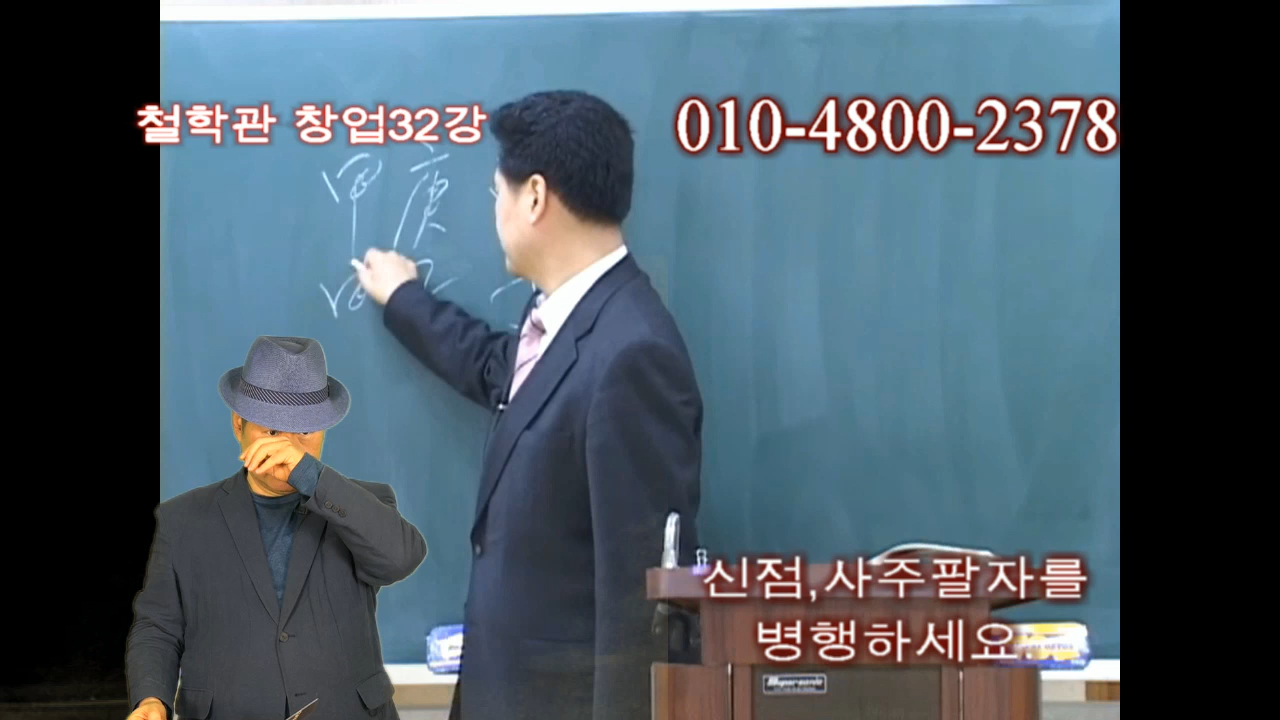 철학관 창업32강
010-4800-2378
甲庚
신점,사주팔자를
병행하세요.
Supersonic